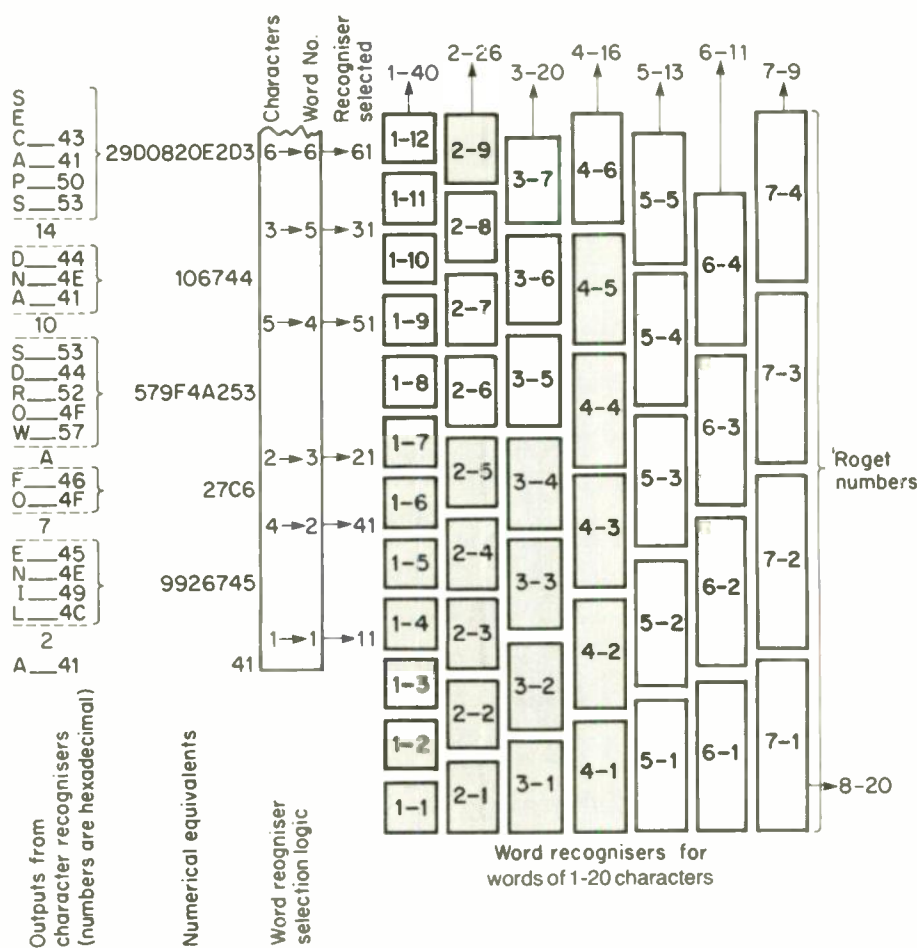 Characters
Word No.
Recogniser selected
1-40
2-26
3-20
4-16
5-13
6-11
7-9
S
E
C__43
A__41
P__50
S__53
14
D__44
N__4E
A__41
10
S__53
D__44
R__52
O__4F
W__57
A
F__46
O__4F
7
E__45
N__4E
I__49
L__4C
2
A__41
29D0820E2D3
106744
579F4A253
27C6
9926745
41
6→6→61
3→5→31
5→4→51
2→3→21
4→2→41
1→1→11
1-12
1-11
1-10
1-9
1-8
1-7
1-6
1-5
1-4
1-3
1-2
1-1
2-9
2-8
2-7
2-6
2-5
2-4
2-3
2-2
2-1
3-7
3-6
3-5
3-4
3-3
3-2
3-1
4-6
4-5
4-4
4-3
4-2
4-1
5-5
5-4
5-3
5-2
5-1
6-4
6-3
6-2
6-1
7-4
7-3
7-2
7-1
'Roget
numbers
8-20
Word recognisers for
words of 1-20 characters
Outputs from
character recognisers
(numbers are hexadecimal)
Numerical equivalents
Word reogniser
selection logic